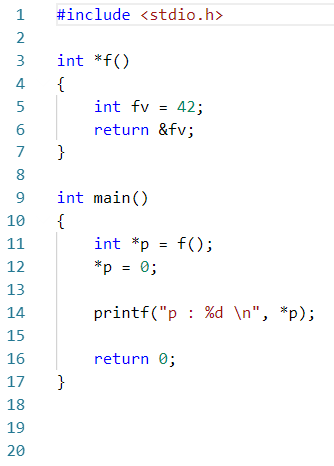 1 #include <stdio.h>
2
3 int *f()
4 {
5     int fv = 42;
6     return &fv;
7 }
8
9 int main()
10 {
11     int *p = f();
12     *p = 0;
13
14     printf("p : %d \n", *p);
15
16     return 0;
17 }
18
19
20